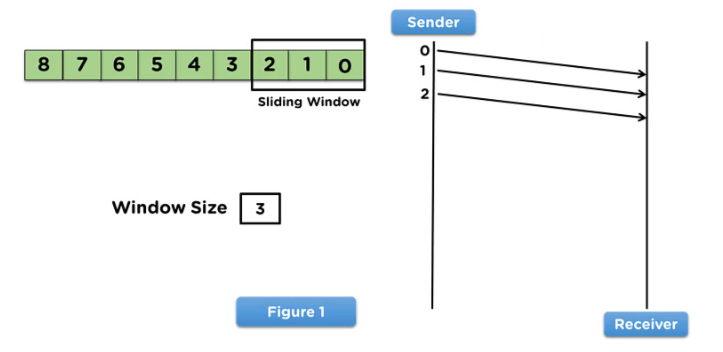 8 7 6 5 4 3 2 1 0
Sliding Window
Window Size 3
Figure 1
Sender
0
1
2
Receiver